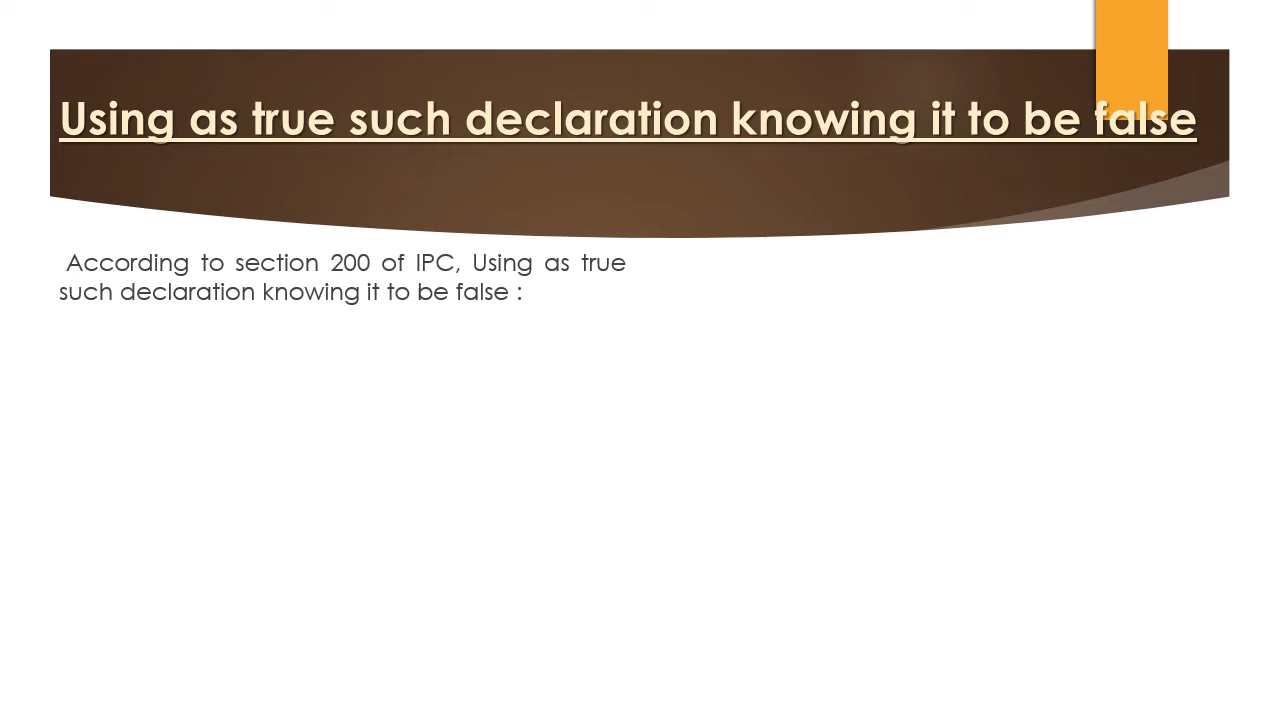 Using as true such declaration knowing it to be false
According to section 200 of IPC, Using as true
such declaration knowing it to be false :